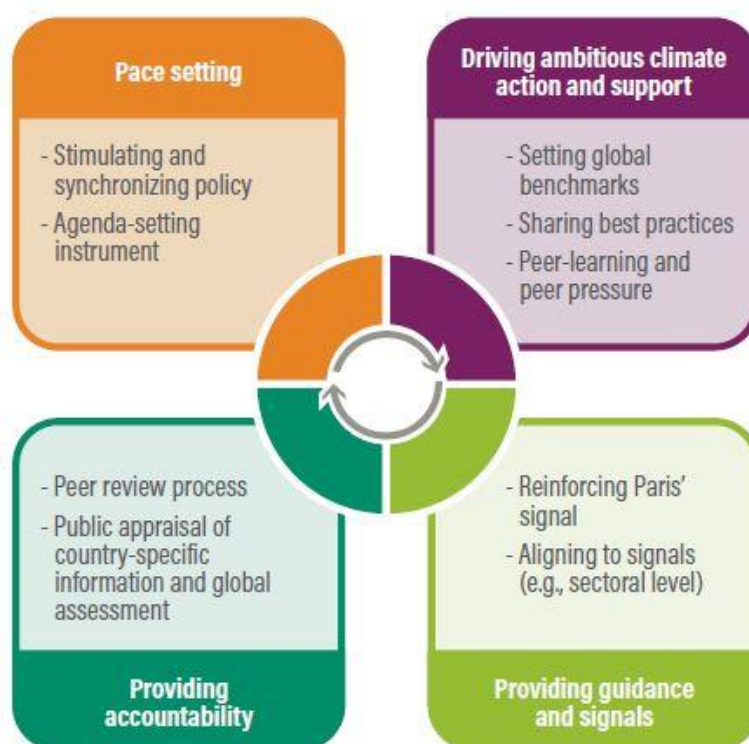 Pace setting
- Stimulating and
synchronizing policy
- Agenda-setting
instrument
Driving ambitious climate
action and support
- Setting global
benchmarks
- Sharing best practices
- Peer-learning and
peer pressure
- Peer review process
- Public appraisal of
country-specific
information and global
assessment
Providing
accountability
- Reinforcing Paris'
signal
- Aligning to signals
(e.g., sectoral level)
Providing guidance
and signals